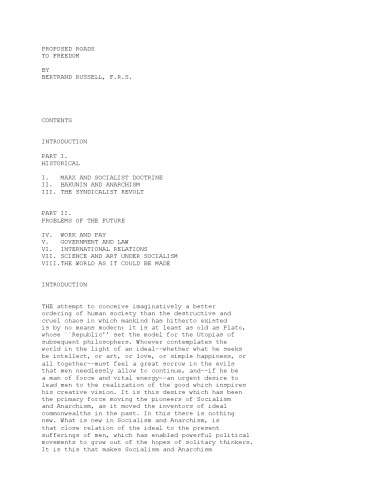 PROPOSED ROADS
TO FREEDOM
BY
BERTRAND RUSSELL, F.R.S.
CONTENTS
INTRODUCTION
PART I.
HISTORICAL
I. MARX AND SOCIALIST DOCTRINE
II. BAKUNIN AND ANARCHISM
III. THE SYNDICALIST REVOLT
PART II.
PROBLEMS OF THE FUTURE
IV. WORK AND PAY
V. GOVERNMENT AND LAW
VI. INTERNATIONAL RELATIONS
VII. SCIENCE AND ART UNDER SOCIALISM
VIII.THE WORLD AS IT COULD BE MADE
INTRODUCTION
THE attempt to conceive imaginatively a better
ordering of human society than the destructive and
cruel chaos in which mankind has hitherto existed
is by no means modern: it is at least as old as Plato,
whose ``Republic'' set the model for the Utopias of
subsequent philosophers. Whoever contemplates the
world in the light of an ideal--whether what he seeks
be intellect, or art, or love, or simple happiness, or
all together--must feel a great sorrow in the evils
that men needlessly allow to continue, and--if he be
a man of force and vital energy--an urgent desire to
lead men to the realization of the good which inspires
his creative vision. It is this desire which has been
the primary force moving the pioneers of Socialism
and Anarchism, as it moved the inventors of ideal
commonwealths in the past. In this there is nothing
new. What is new in Socialism and Anarchism, is
that close relation of the ideal to the present
sufferings of men, which has enabled powerful political
movements to grow out of the hopes of solitary thinkers.
It is this that makes Socialism and Anarchism